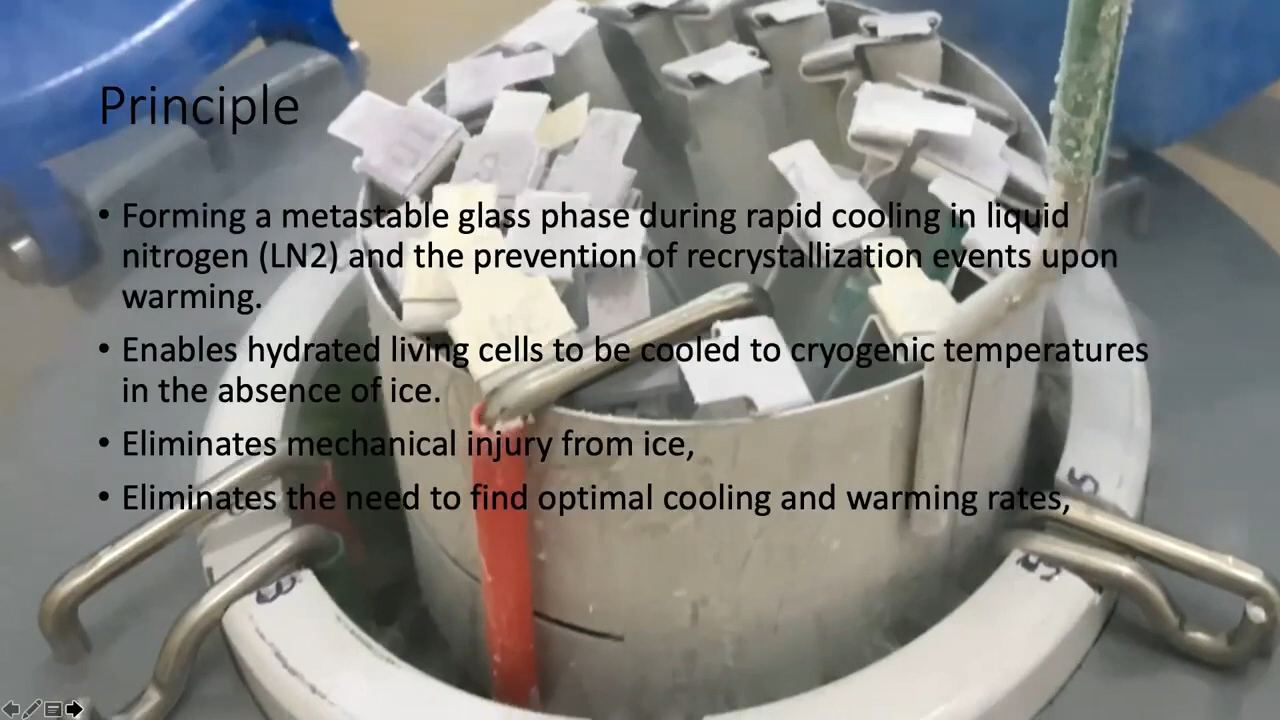 Principle
• Forming a metastable glass phase during rapid cooling in liquid
nitrogen (LN2) and the prevention of recrystallization events upon
warming.
• Enables hydrated living cells to be cooled to cryogenic temperatures
in the absence of ice.
• Eliminates mechanical injury from ice,
• Eliminates the need to find optimal cooling and warming rates,